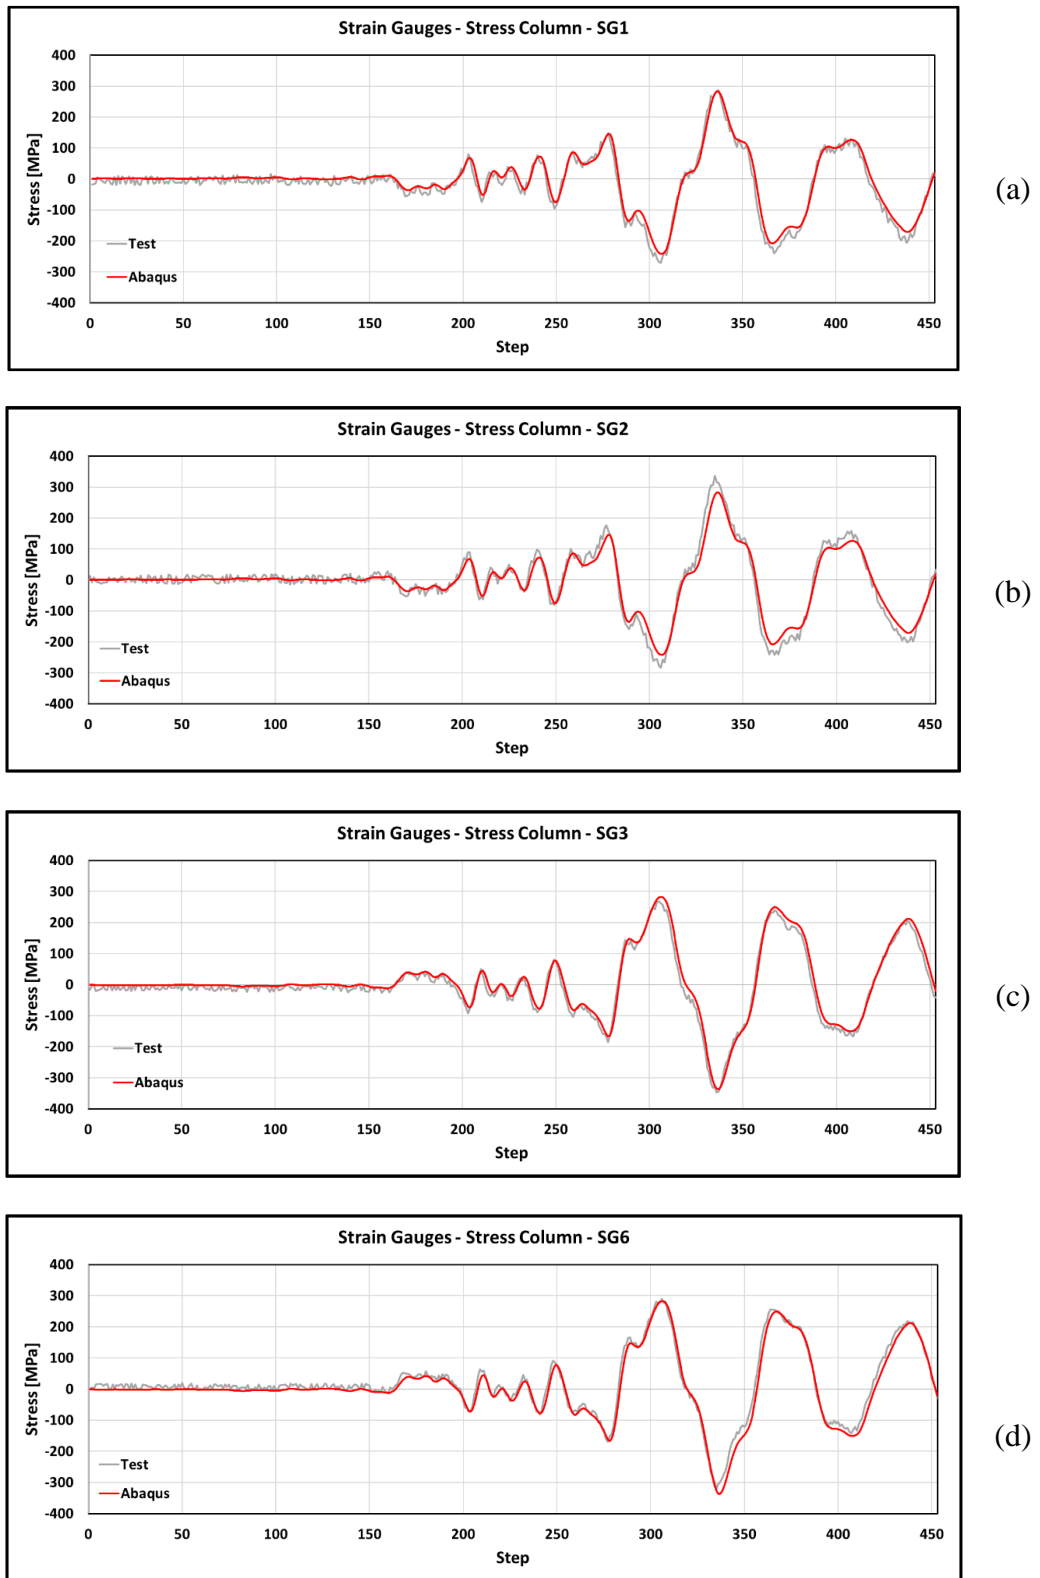 Strain Gauges - Stress Column - SG1
400
300
200
100
0
-100
-200
-300
-400
Stress [MPa]
Test
Abaqus
0 50 100 150 200 250 300 350 400 450
Step
(a)
Strain Gauges - Stress Column - SG2
400
300
200
100
0
-100
-200
-300
-400
Stress [MPa]
Test
Abaqus
0 50 100 150 200 250 300 350 400 450
Step
(b)
Strain Gauges - Stress Column - SG3
400
300
200
100
0
-100
-200
-300
-400
Stress [MPa]
Test
Abaqus
0 50 100 150 200 250 300 350 400 450
Step
(c)
Strain Gauges - Stress Column - SG6
400
300
200
100
0
-100
-200
-300
-400
Stress [MPa]
Test
Abaqus
0 50 100 150 200 250 300 350 400 450
Step
(d)